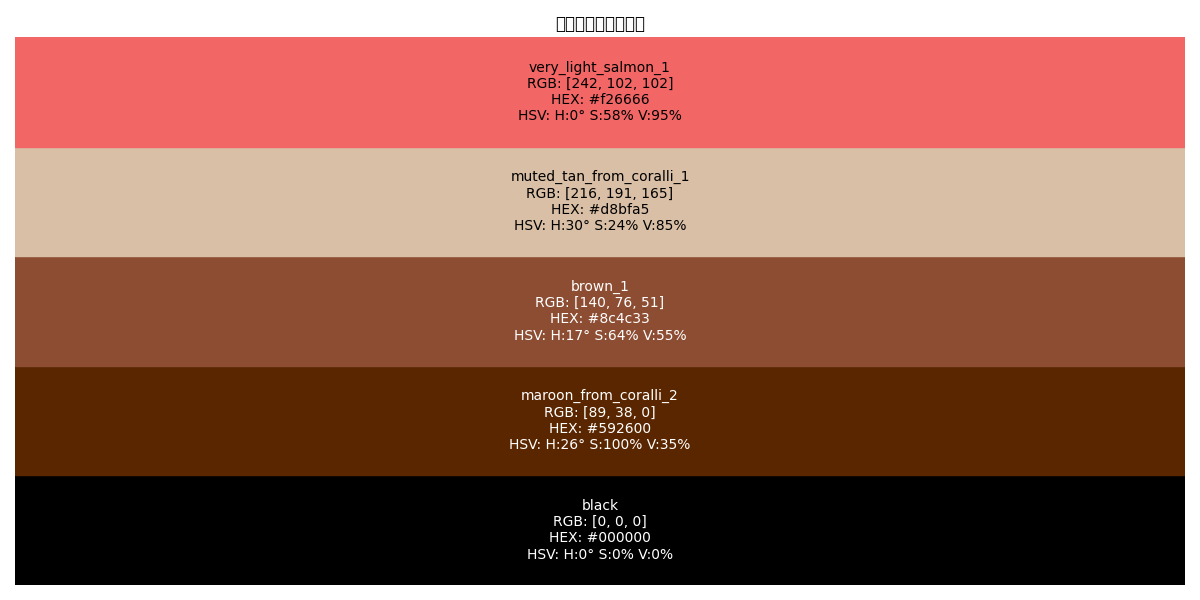 very_light_salmon_1
RGB: [242, 102, 102]
HEX: #f26666
HSV: H:0° S:58% V:95%
muted_tan_from_coralli_1
RGB: [216, 191, 165]
HEX: #d8bfa5
HSV: H:30° S:24% V:85%
brown_1
RGB: [140, 76, 51]
HEX: #8c4c33
HSV: H:17° S:64% V:55%
maroon_from_coralli_2
RGB: [89, 38, 0]
HEX: #592600
HSV: H:26° S:100% V:35%
black
RGB: [0, 0, 0]
HEX: #000000
HSV: H:0° S:0% V:0%